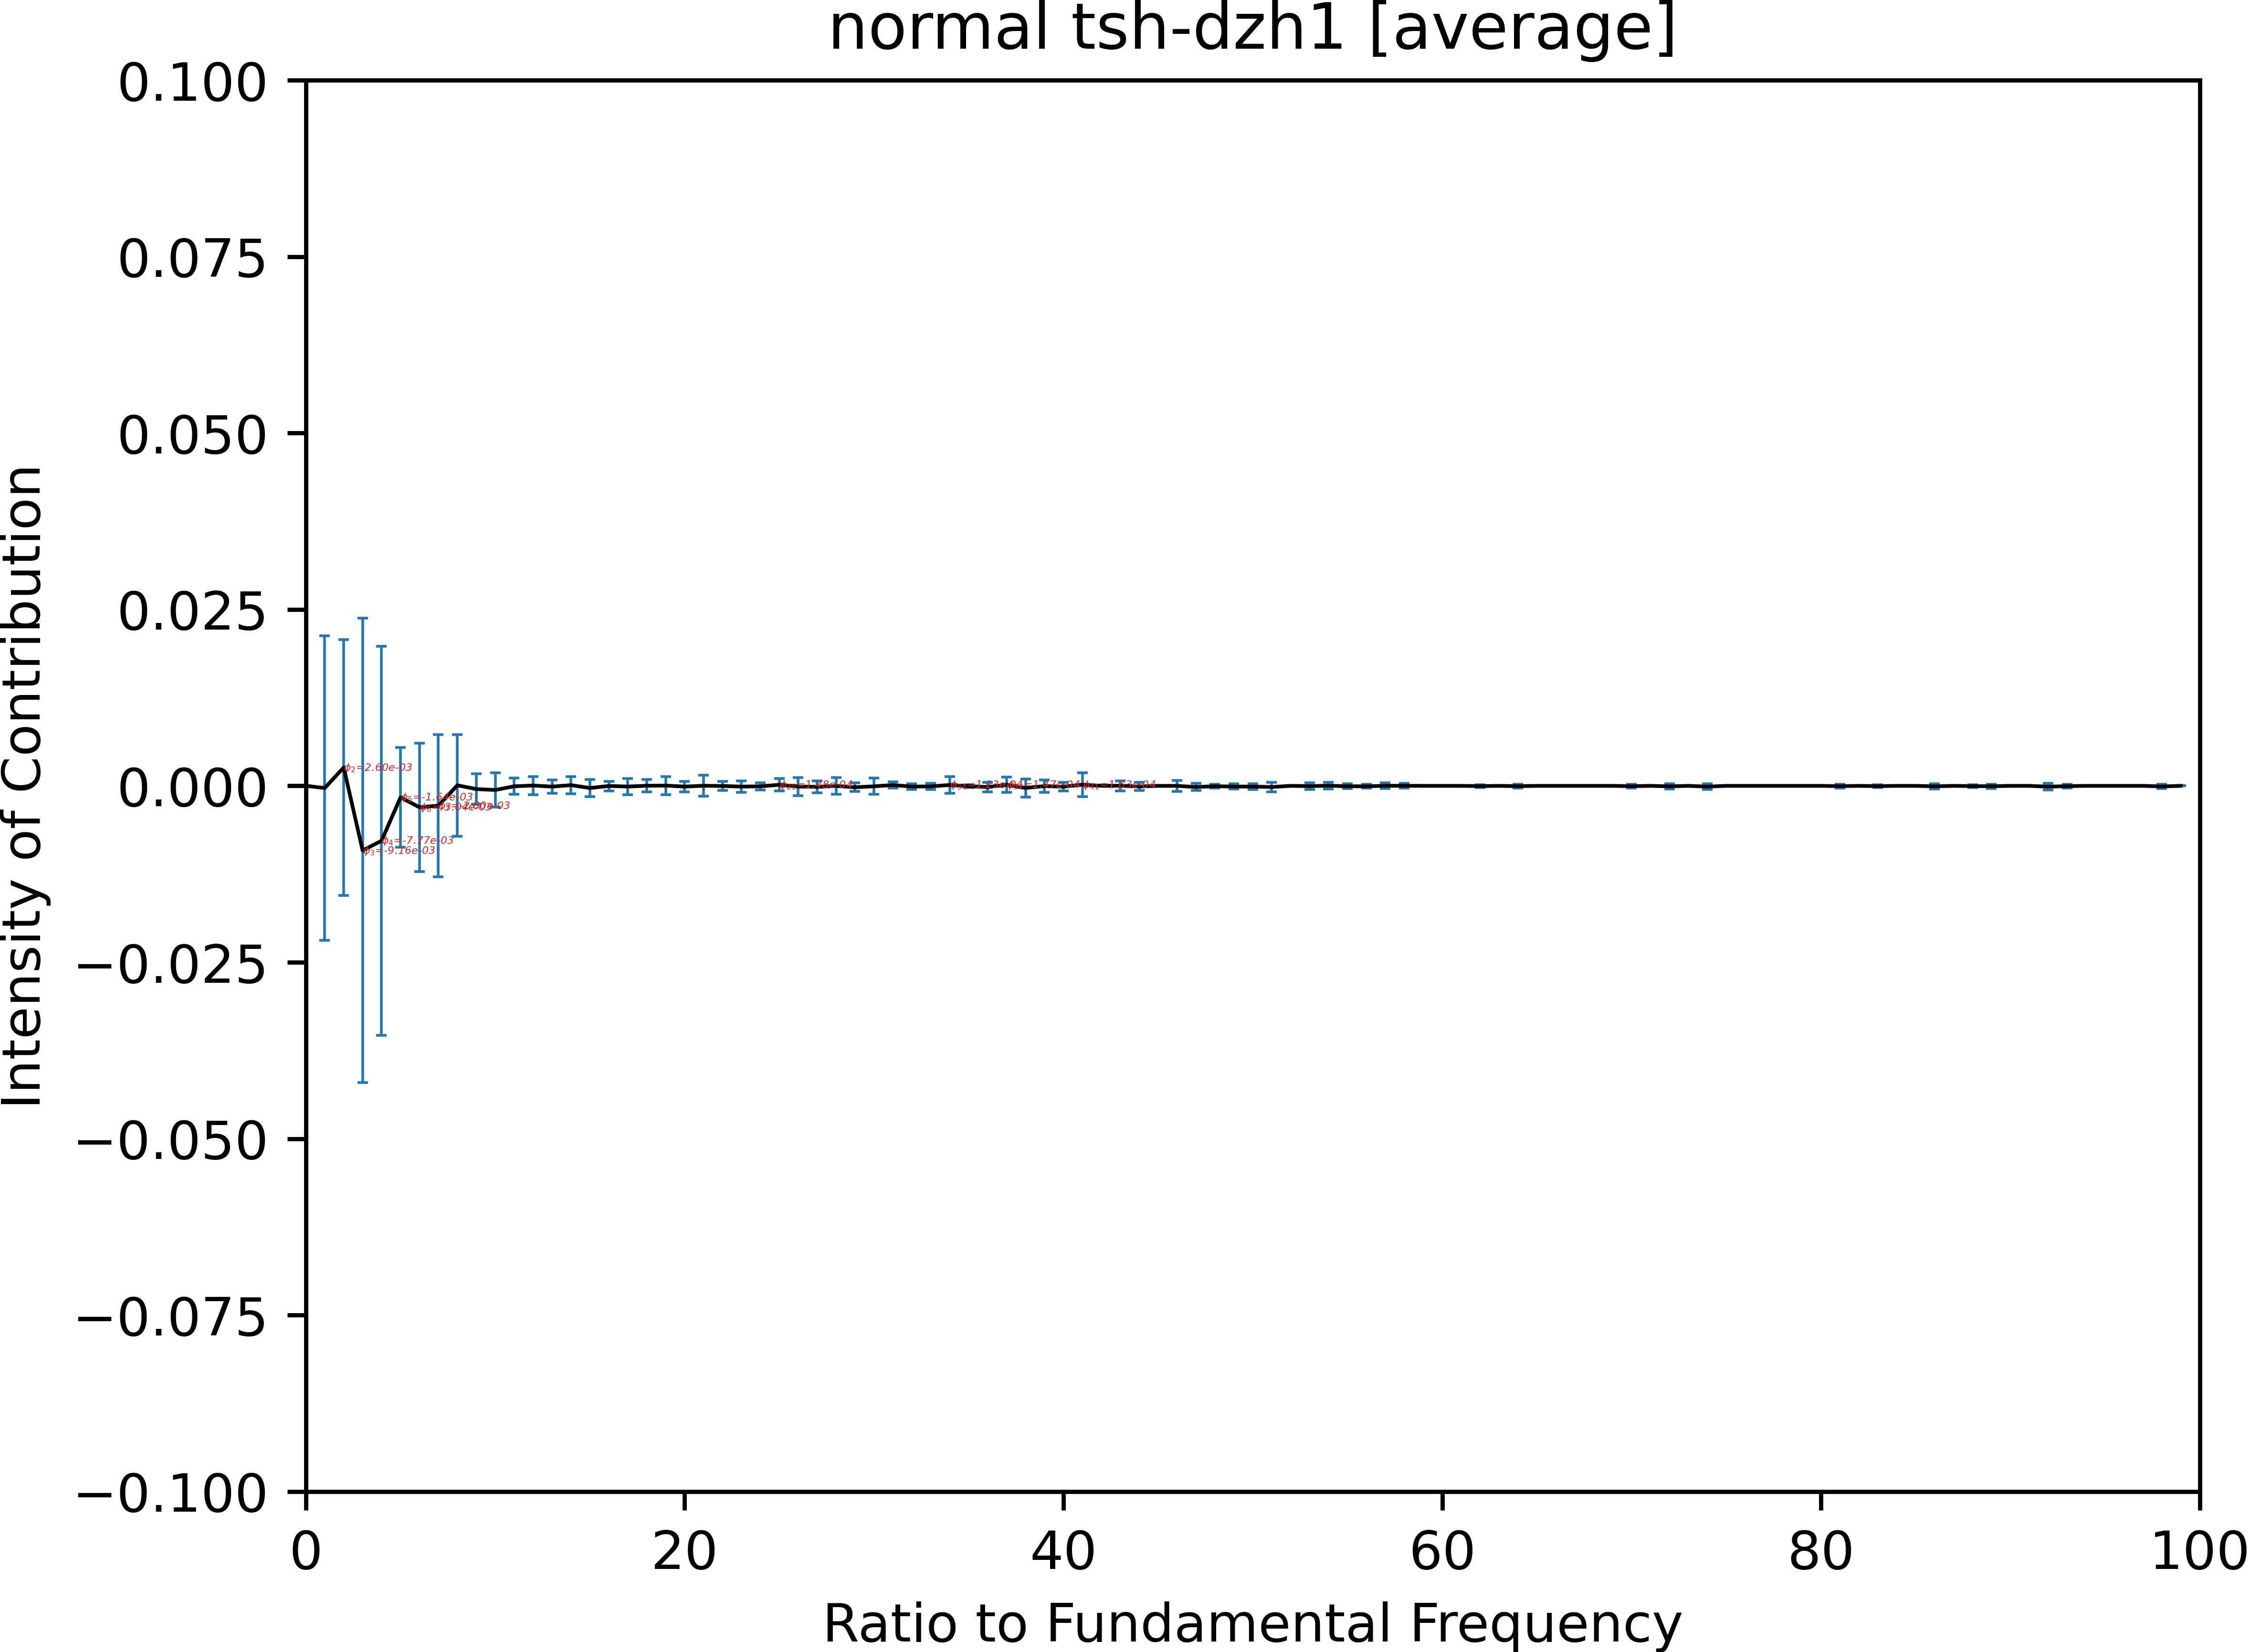 normal tsh-dzh1 [average]
Intensity of Contribution
0.100
0.075
0.050
0.025
0.000
−0.025
−0.050
−0.075
−0.100
ϕ2=2.60e-03
ϕ3=-9.16e-03
ϕ4=-7.77e-03
0
20
40
60
80
100
Ratio to Fundamental Frequency